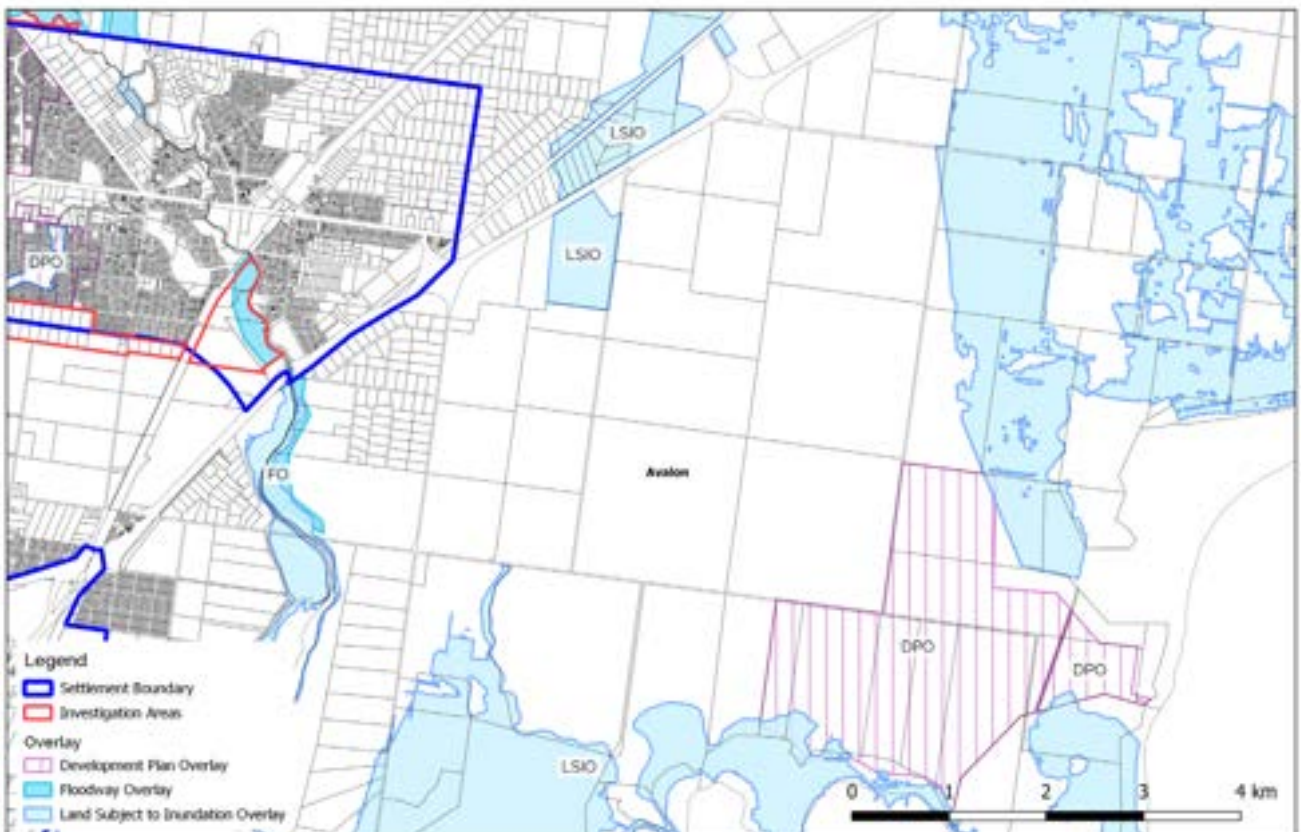 LSIO
LSIO
DPO
Avalon
FO
DPO
DPO
LSIO
Legend
Settlement Boundary
Investigation Areas
Overlay
Development Plan Overlay
Floodway Overlay
Land Subject to Inundation Overlay
0 1 2 3 4 km